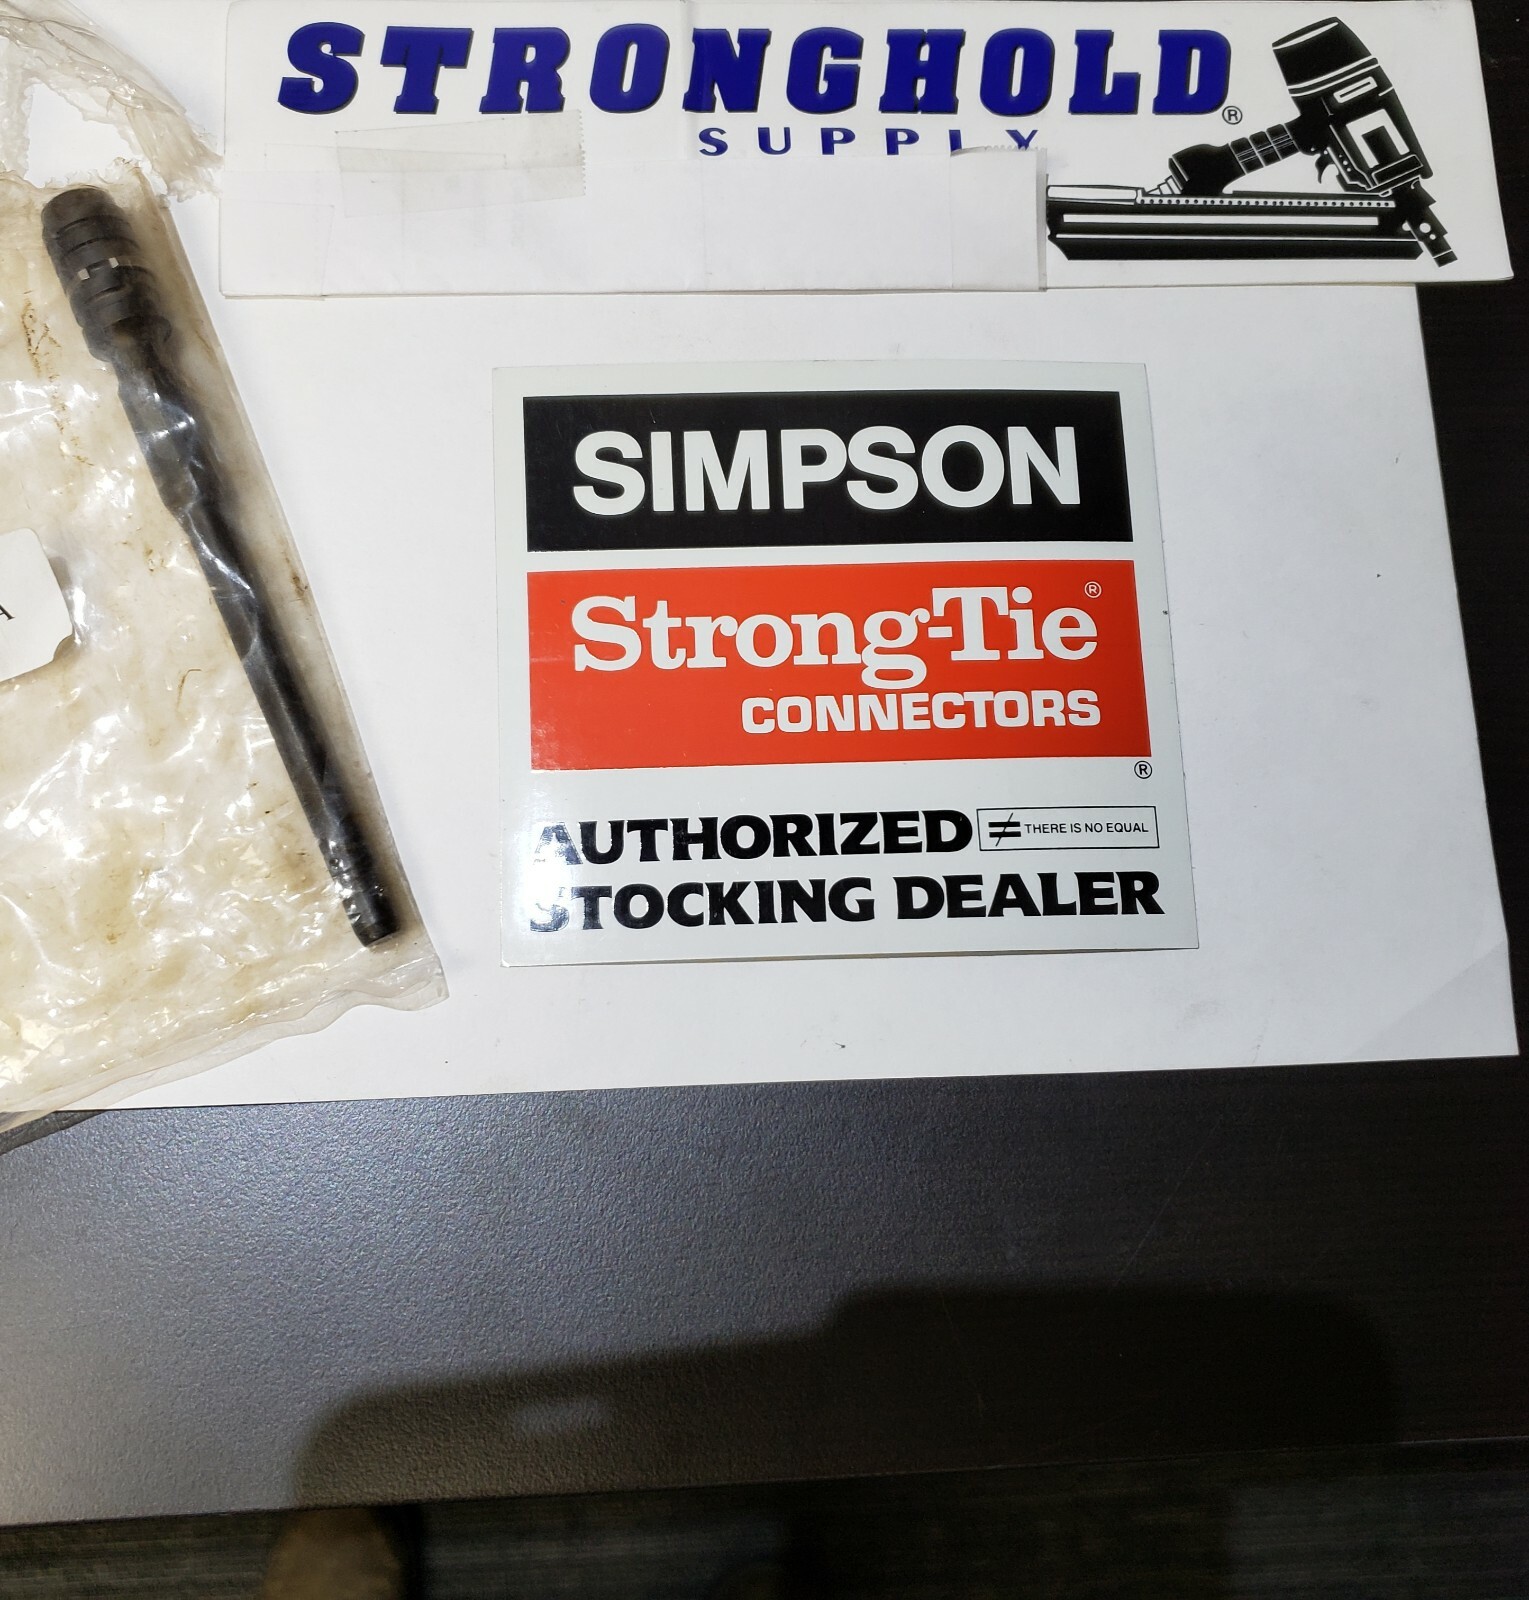 STRONGHOLD®
SUPPLY
A
SIMPSON
Strong-Tie®
CONNECTORS
®
AUTHORIZED ≠ THERE IS NO EQUAL
STOCKING DEALER